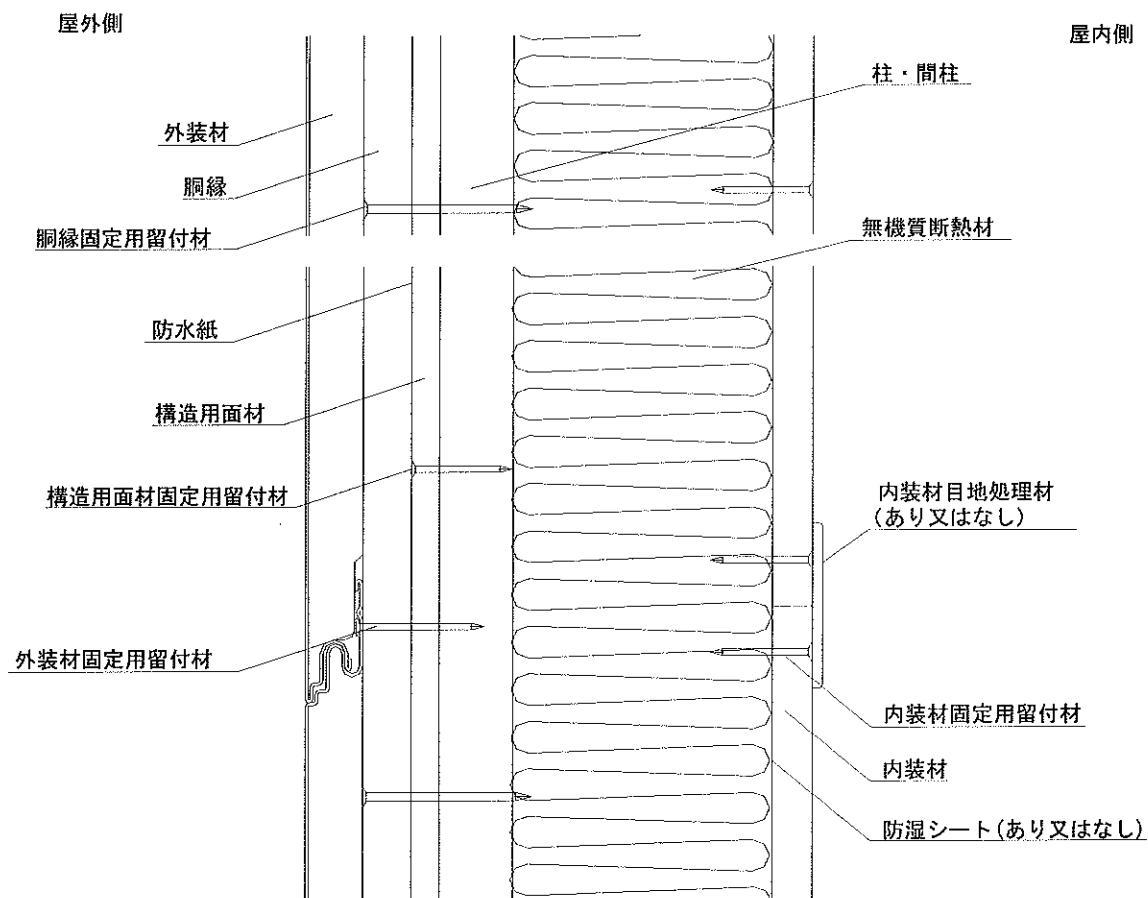 屋外側
屋内側
柱・間柱
外装材
胴縁
胴縁固定用留付材
無機質断熱材
防水紙
構造用面材
構造用面材固定用留付材
内装材目地処理材
(あり又はなし)
外装材固定用留付材
内装材固定用留付材
内装材
防湿シート(あり又はなし)